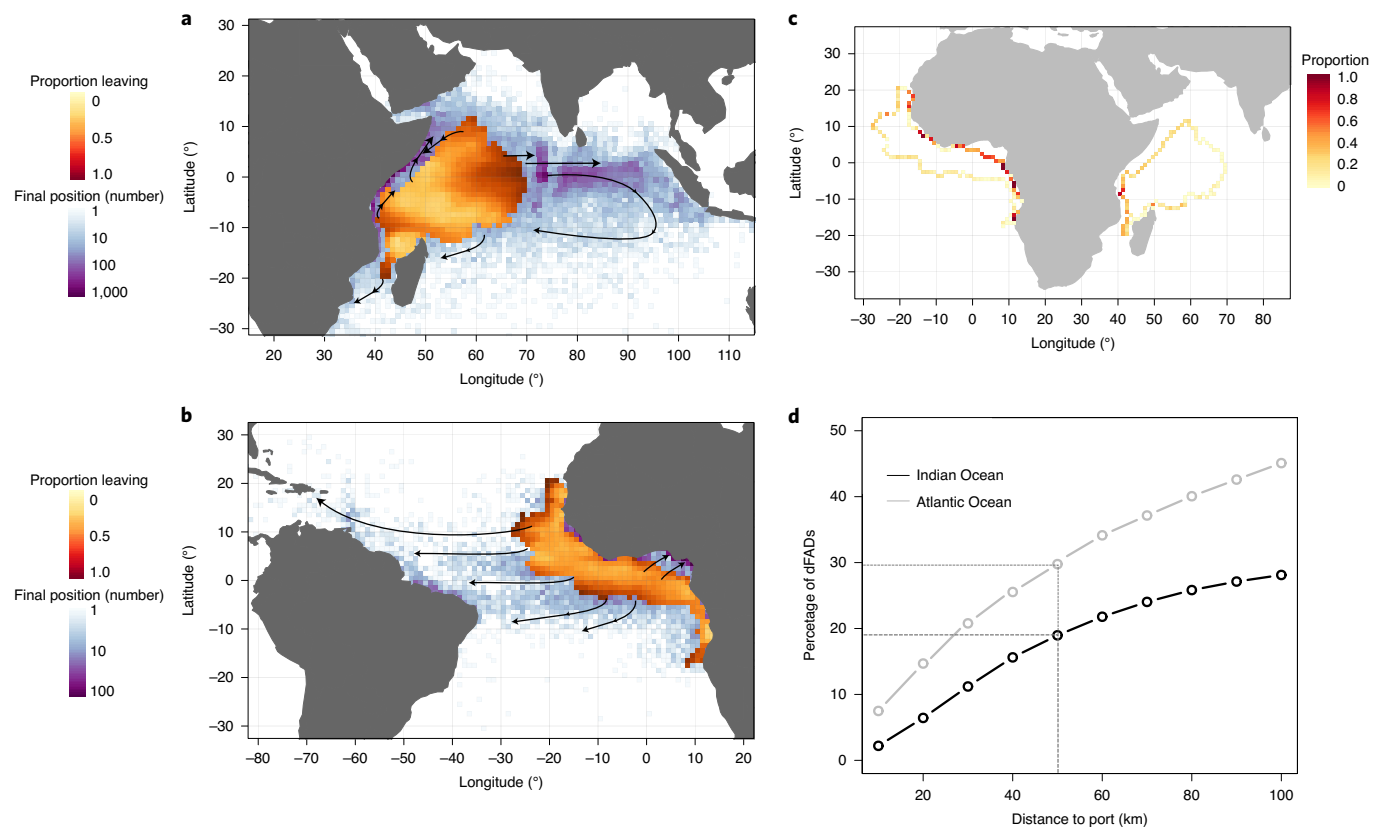 a
Proportion leaving
0
0.5
1.0
Final position (number)
1
10
100
1,000
Latitude (°)
30
20
10
0
–10
–20
–30
20 30 40 50 60 70 80 90 100 110
Longitude (°)
c
Latitude (°)
30
20
10
0
–10
–20
–30
–30 –20 –10 0 10 20 30 40 50 60 70 80
Longitude (°)
Proportion
1.0
0.8
0.6
0.4
0.2
0
b
Proportion leaving
0
0.5
1.0
Final position (number)
1
10
100
Latitude (°)
30
20
10
0
–10
–20
–30
–80 –70 –60 –50 –40 –30 –20 –10 0 10 20
Longitude (°)
d
Percetage of dFADs
50
40
30
20
10
0
Indian Ocean
Atlantic Ocean
20 40 60 80 100
Distance to port (km)